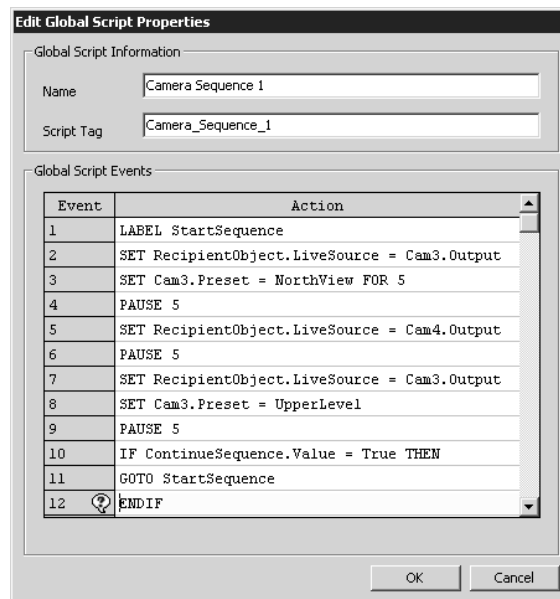 Edit Global Script Properties
Global Script Information
Name Camera Sequence 1
Script Tag Camera_Sequence_1
Global Script Events
Event Action
1 LABEL StartSequence
2 SET RecipientObject.LiveSource = Cam3.Output
3 SET Cam3.Preset = NorthView FOR 5
4 PAUSE 5
5 SET RecipientObject.LiveSource = Cam4.Output
6 PAUSE 5
7 SET RecipientObject.LiveSource = Cam3.Output
8 SET Cam3.Preset = UpperLevel
9 PAUSE 5
10 IF ContinueSequence.Value = True THEN
11 GOTO StartSequence
12 ENDIF
OK Cancel